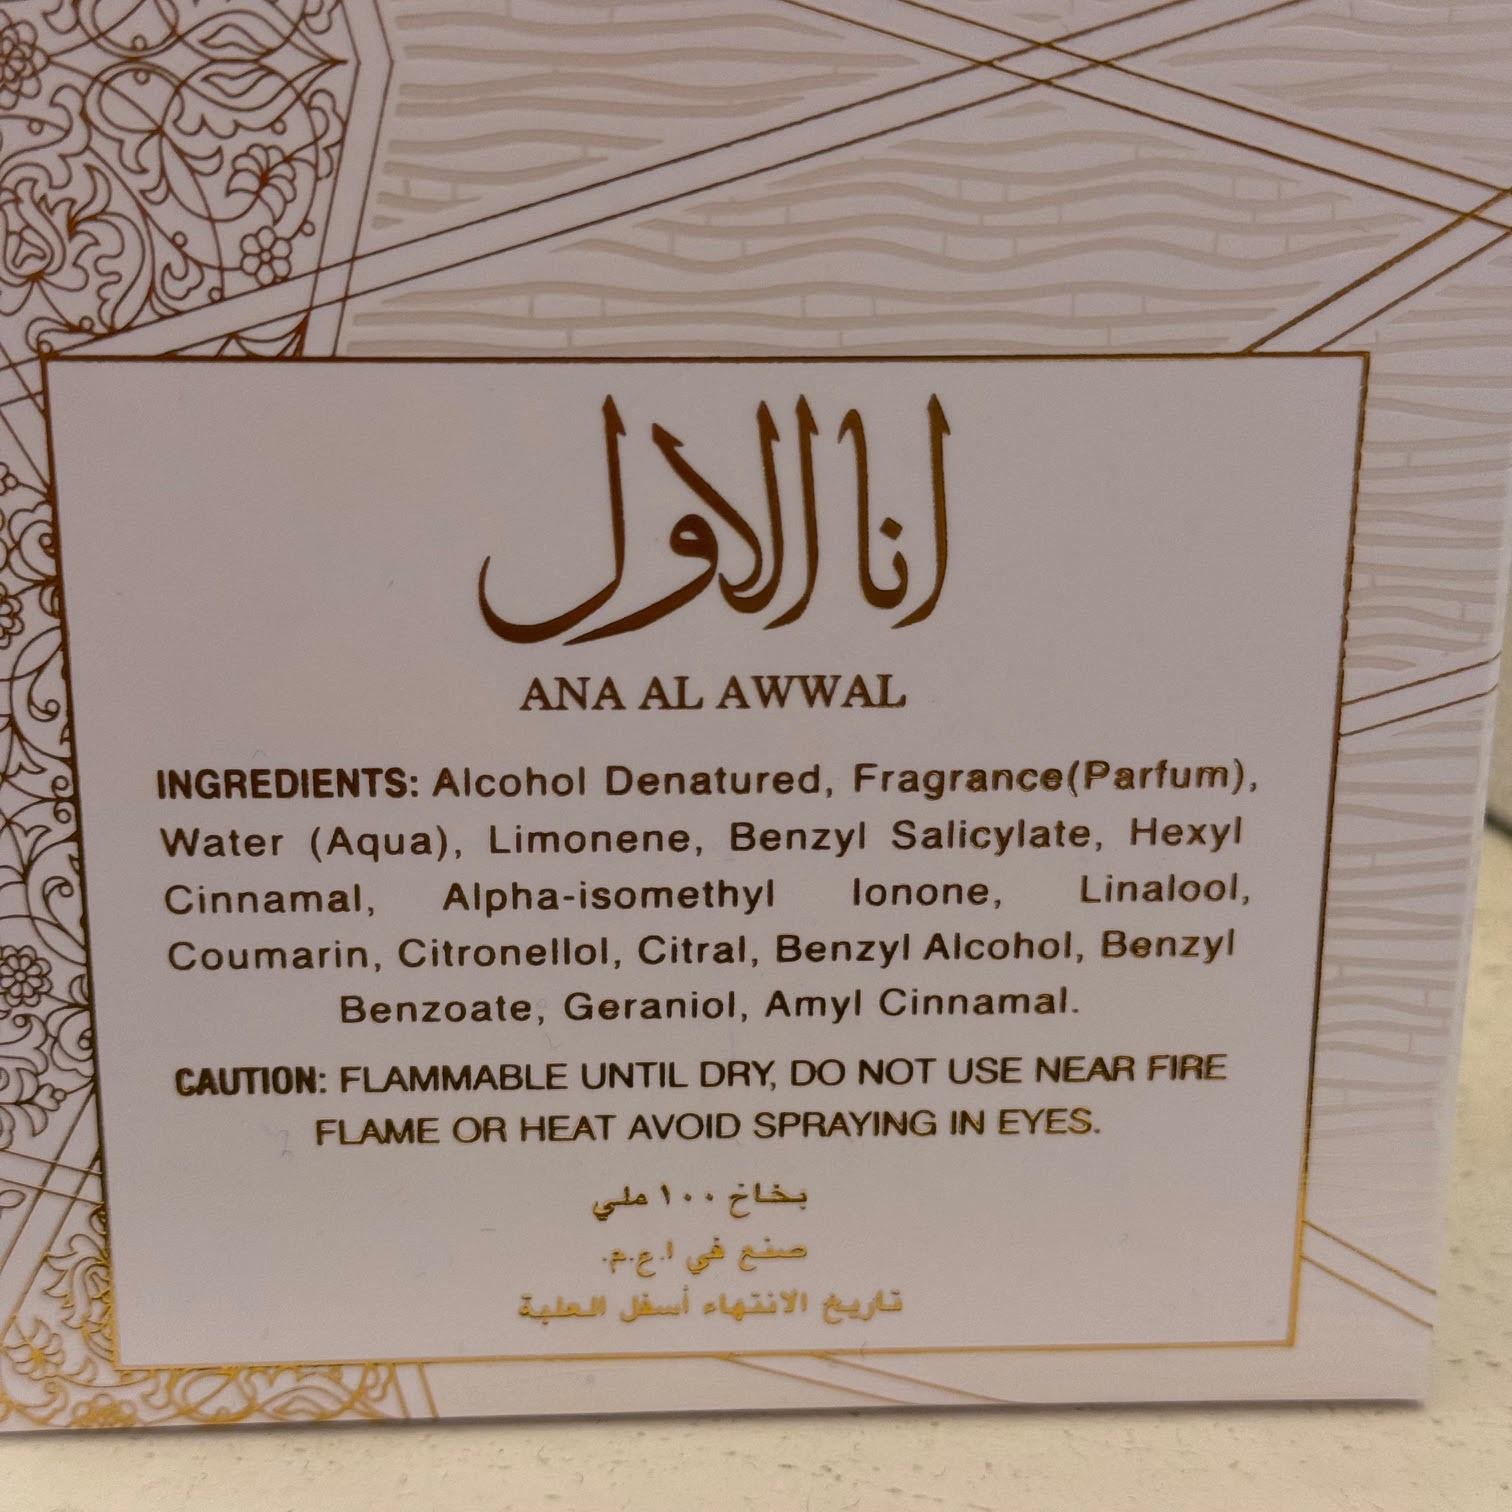 انا الاول
ANA AL AWWAL
INGREDIENTS: Alcohol Denatured, Fragrance(Parfum),
Water (Aqua), Limonene, Benzyl Salicylate, Hexyl
Cinnamal, Alpha-isomethyl Ionone, Linalool,
Coumarin, Citronellol, Citral, Benzyl Alcohol, Benzyl
Benzoate, Geraniol, Amyl Cinnamal.
CAUTION: FLAMMABLE UNTIL DRY, DO NOT USE NEAR FIRE
FLAME OR HEAT AVOID SPRAYING IN EYES.
بخاخ ١٠٠ ملي
صنع في ا.ع.م.
تاريخ الانتهاء أسفل العلبة